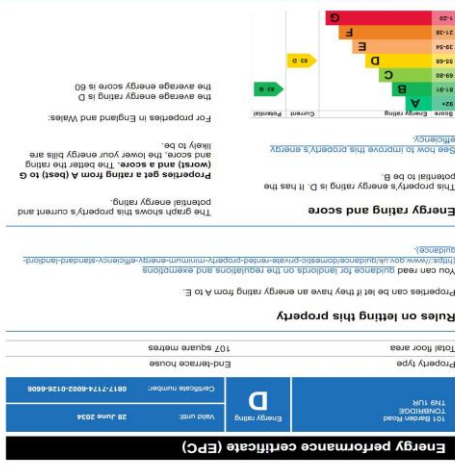 Energy performance certificate (EPC)
101 Barden Road
TONBRIDGE
TN9 1UR
Energy rating
D
Valid until: 28 June 2034
Certificate number:
Property type End-terrace house
Total floor area 107 square metres
Rules on letting this property
Properties can be let if they have an energy rating from A to E.
You can read guidance for landlords on the regulations and exemptions
(https://www.gov.uk/guidance/domestic-private-rented-property-minimum-energy-efficiency-standard-landlord-
guidance).
Energy rating and score
This property's energy rating is D. It has the
potential to be B.
See how to improve this property's energy
efficiency.
Score Energy rating Current Potential
92+ A
81-91 B B
69-80 C
55-68 D D
39-54 E
21-38 F
1-20 G
The graph shows this property's current and
potential energy rating.
Properties get a rating from A (best) to G
(worst) and a score. The better the rating
and score, the lower your energy bills are
likely to be.
For properties in England and Wales:
the average energy rating is D
the average energy score is 60